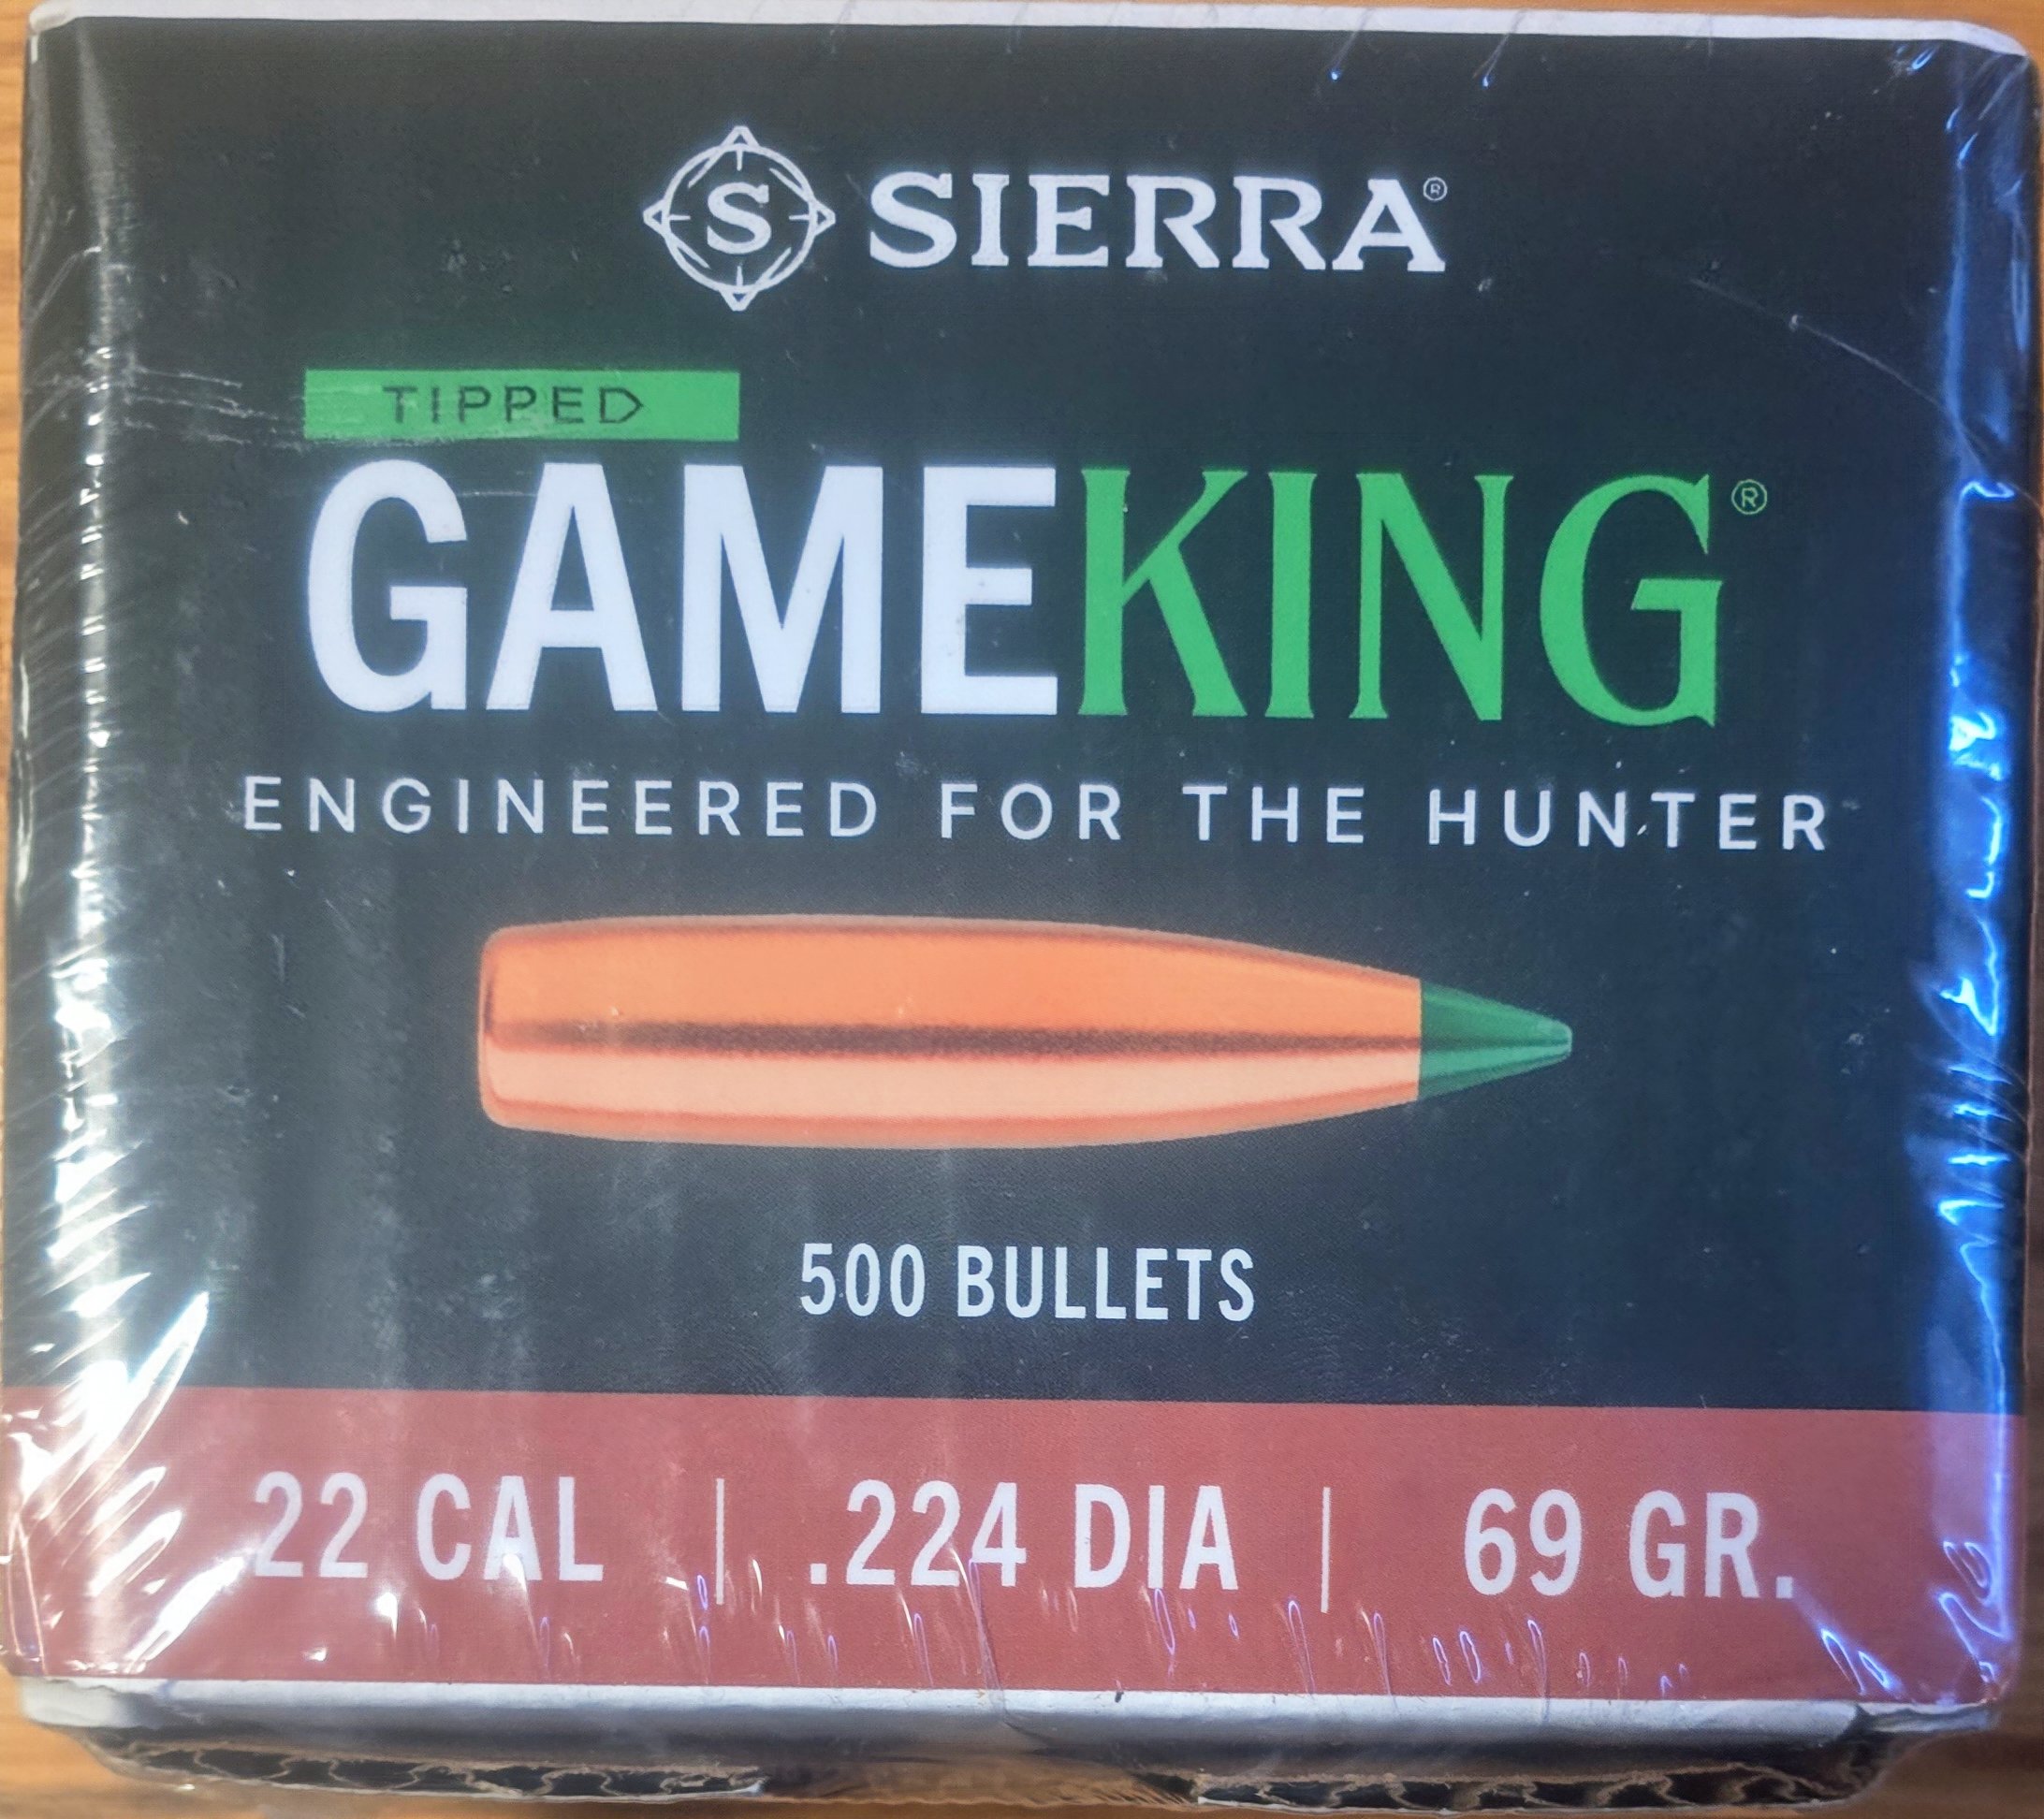 S SIERRA®
TIPPED
GAMEKING®
ENGINEERED FOR THE HUNTER
500 BULLETS
22 CAL | .224 DIA | 69 GR.